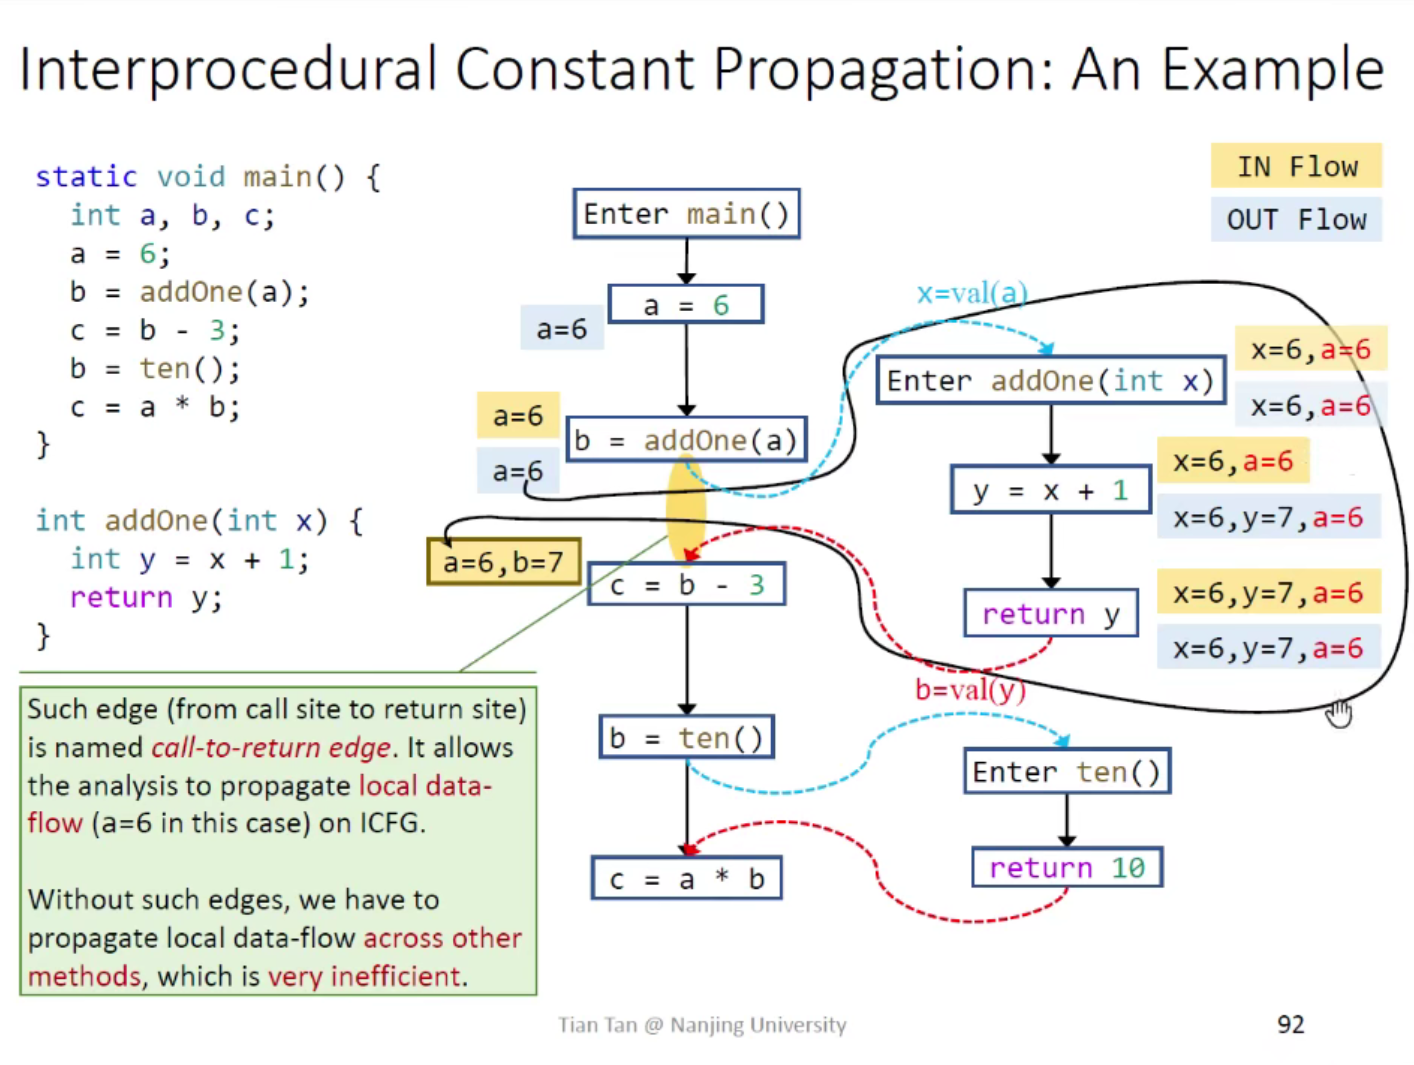 Interprocedural Constant Propagation: An Example
static void main() {
int a, b, c;
a = 6;
b = addOne(a);
c = b - 3;
b = ten();
c = a * b;
}
int addOne(int x) {
int y = x + 1;
return y;
}
Such edge (from call site to return site)
is named call-to-return edge. It allows
the analysis to propagate local data-
flow (a=6 in this case) on ICFG.
Without such edges, we have to
propagate local data-flow across other
methods, which is very inefficient.
Enter main()
a = 6
a=6
a=6
b = addOne(a)
a=6
a=6,b=7
c = b - 3
b = ten()
c = a * b
IN Flow
OUT Flow
x=val(a)
Enter addOne(int x)
x=6,a=6
x=6,a=6
y = x + 1
x=6,a=6
x=6,y=7,a=6
return y
x=6,y=7,a=6
x=6,y=7,a=6
b=val(y)
Enter ten()
return 10
Tian Tan @ Nanjing University
92